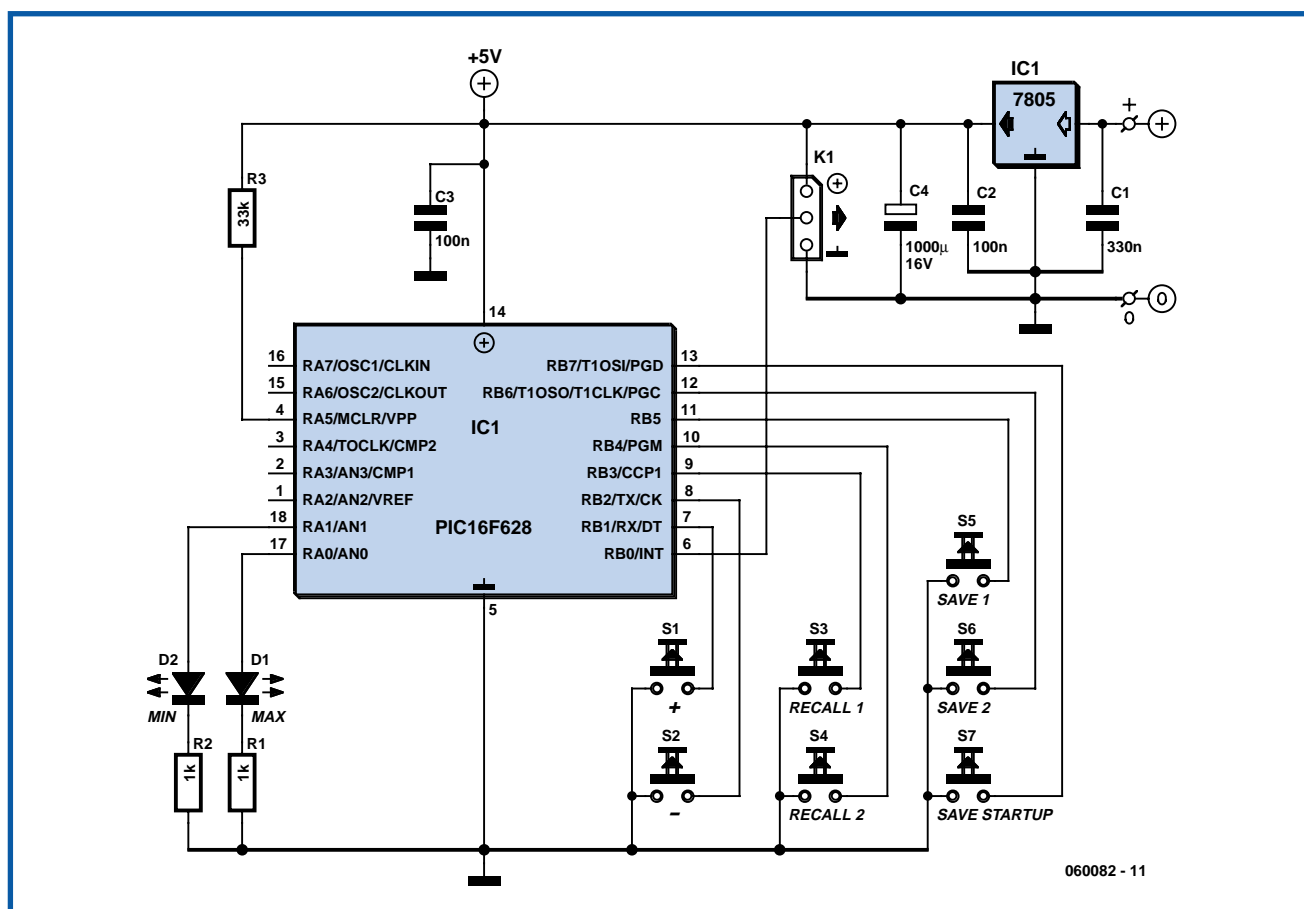 +5V
IC1
7805
+
K1
R3
33k
C3
100n
C4
1000µ
16V
C2
100n
C1
330n
0
0
14
16 RA7/OSC1/CLKIN
15 RA6/OSC2/CLKOUT
4 RA5/MCLR/VPP
3 RA4/TOCLK/CMP2
2 RA3/AN3/CMP1
1 RA2/AN2/VREF
18 RA1/AN1
17 RA0/AN0
IC1
PIC16F628
RB7/T1OSI/PGD 13
RB6/T1OSO/T1CLK/PGC 12
RB5 11
RB4/PGM 10
RB3/CCP1 9
RB2/TX/CK 8
RB1/RX/DT 7
RB0/INT 6
5
D2
MIN
D1
MAX
R2
1k
R1
1k
S1
+
S2
−
S3
RECALL 1
S4
RECALL 2
S5
SAVE 1
S6
SAVE 2
S7
SAVE STARTUP
060082 - 11